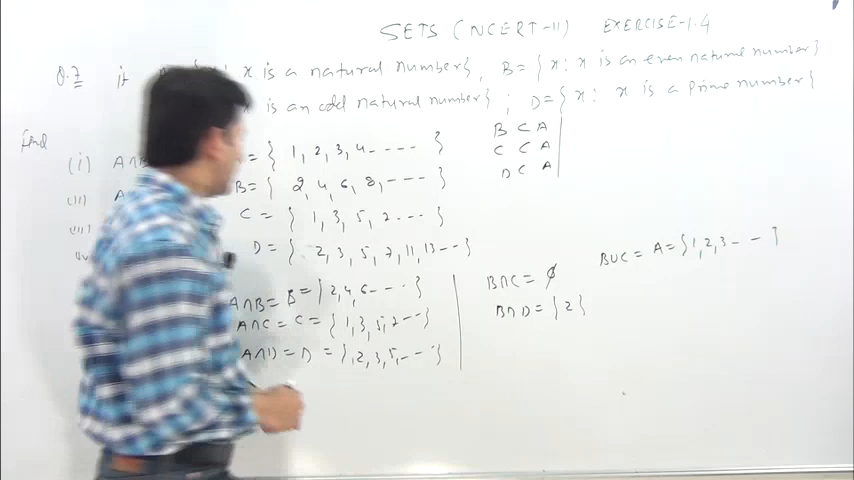 SETS (NCERT-11) EXERCISE-1.4
Q.7 if x is a natural number}, B = { x : x is an even natural number}
x is an odd natural number} ; D = { x : x is a prime number}
find
(i) A∩B = { 1, 2, 3, 4 - - - - }
(ii) A B = { 2, 4, 6, 8, - - - - }
(iii) C = { 1, 3, 5, 7 - - - }
D = { 2, 3, 5, 7, 11, 13 - - }
B ⊂ A
C ⊂ A
D ⊂ A
A∩B = B = { 2, 4, 6 - - - - }
A∩C = C = { 1, 3, 5, 7 - - }
A∩D = D = { , 2, 3, 5, - - - }
B∩C = ϕ
B∩D = { 2 }
B∪C = A = { 1, 2, 3 - - - }